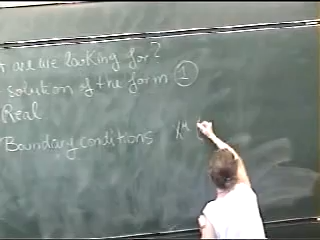 are we looking for?
solution of the form 1
Real
Boundary conditions X^μ